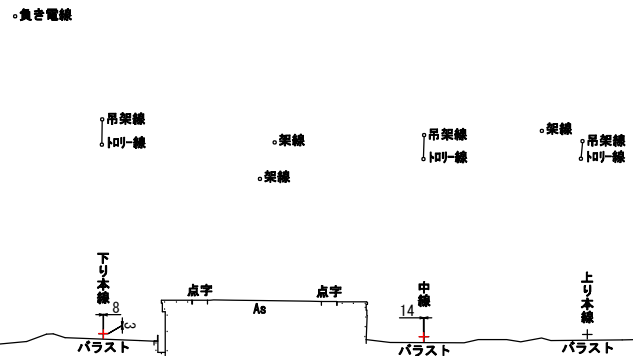 負き電線
吊架線
トロリー線
架線
架線
吊架線
トロリー線
架線
吊架線
トロリー線
下り本線
8
3
バラスト
点字
点字
As
中線
14
バラスト
上り本線
バラスト